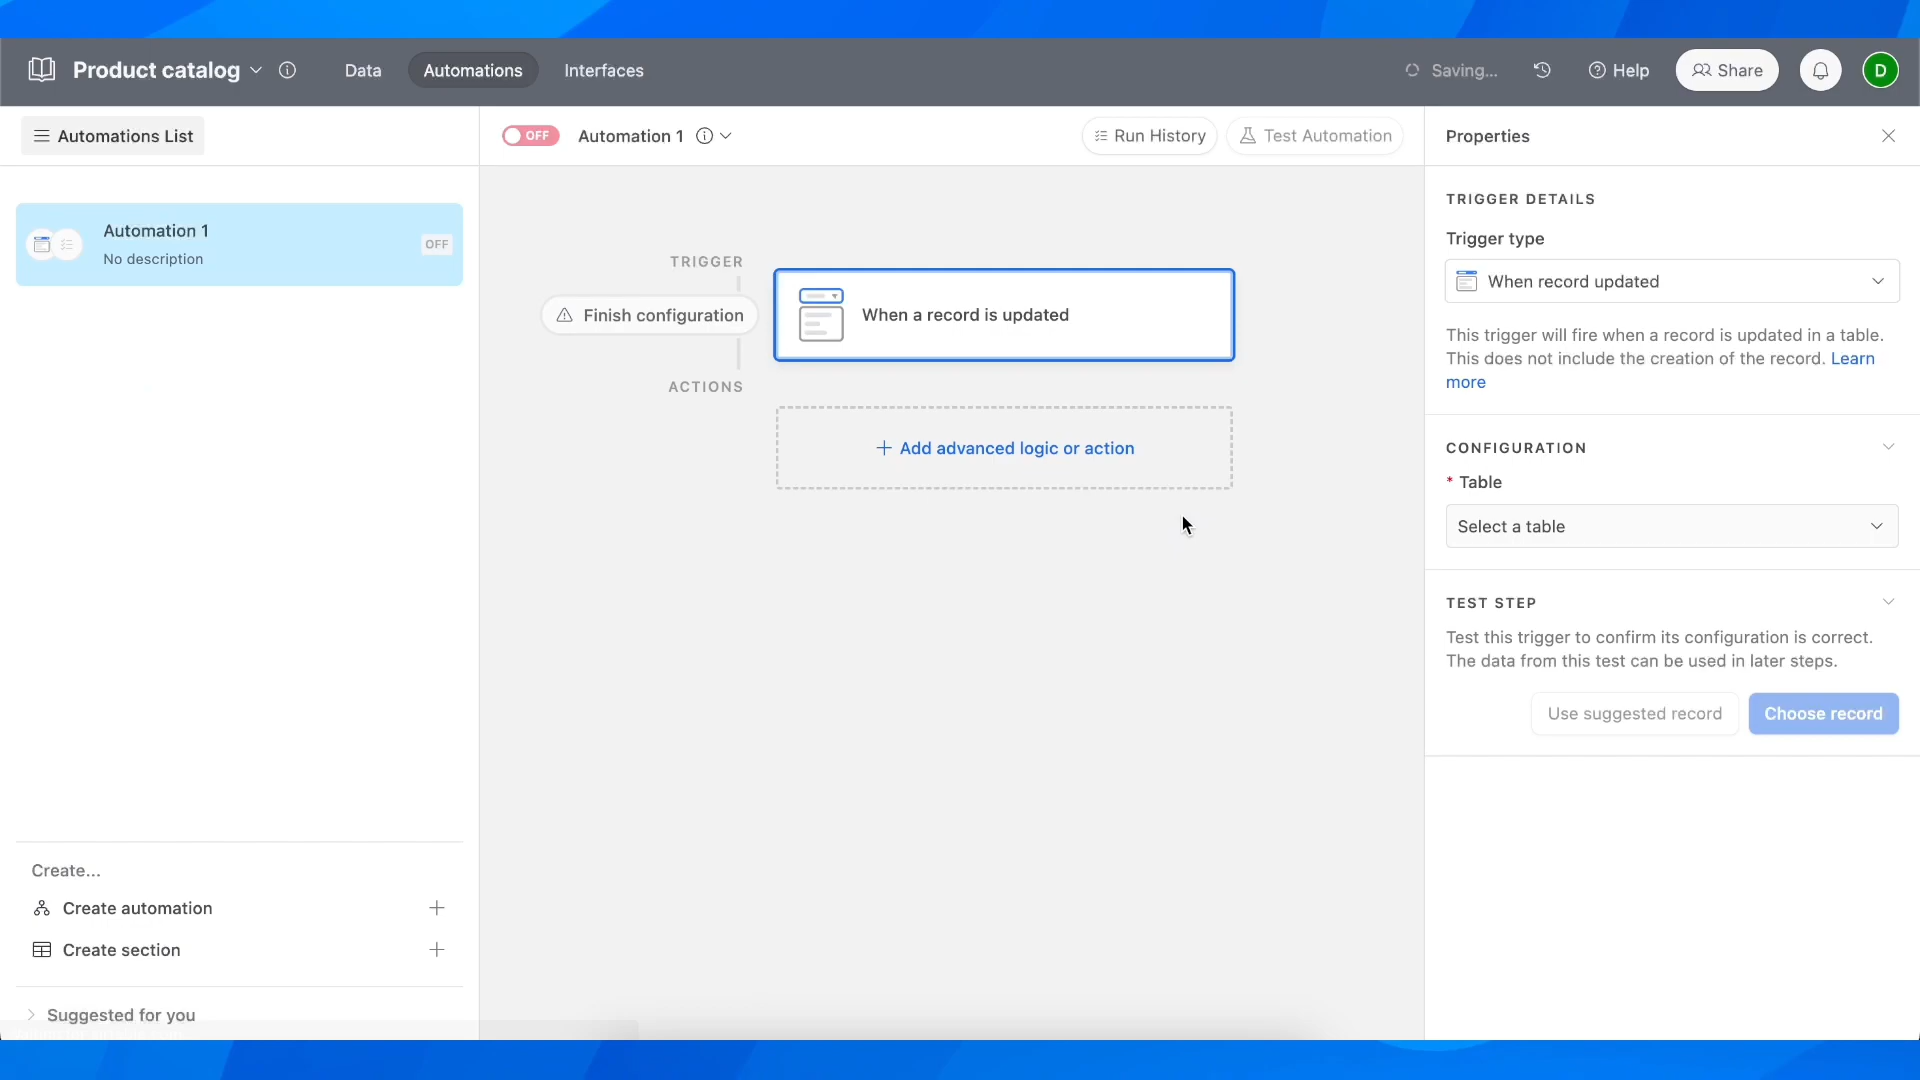 Product catalog
Data
Automations
Interfaces
Saving...
Help
Share
D
Automations List
OFF
Automation 1
Run History
Test Automation
Properties
Automation 1
No description
OFF
TRIGGER
Finish configuration
When a record is updated
ACTIONS
+ Add advanced logic or action
TRIGGER DETAILS
Trigger type
When record updated
This trigger will fire when a record is updated in a table.
This does not include the creation of the record. Learn
more
CONFIGURATION
* Table
Select a table
TEST STEP
Test this trigger to confirm its configuration is correct.
The data from this test can be used in later steps.
Use suggested record
Choose record
Create...
Create automation +
Create section +
Suggested for you